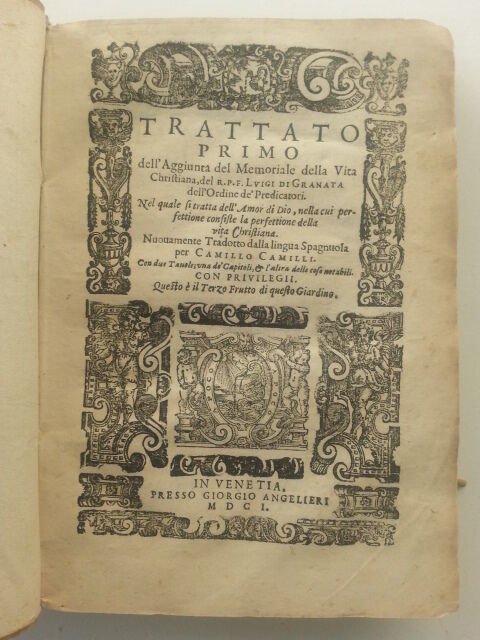 TRATTATO
PRIMO
dell'Aggiunta del Memoriale della Vita
Christiana, del R. P. F. LVIGI DI GRANATA
dell'Ordine de' Predicatori.
Nel quale si tratta dell'Amor di Dio, nella cui per-
fettione consiste la perfettione della
vita Christiana.
Nuouamente Tradotto dalla lingua Spagnuola
per CAMILLO CAMILLI.
Con due Tauole; vna de' Capitoli, & l'altra delle cose notabili.
CON PRIVILEGII.
Questo è il Terzo Frutto di questo Giardino.
IN VENETIA,
PRESSO GIORGIO ANGELIERI
MDCI.